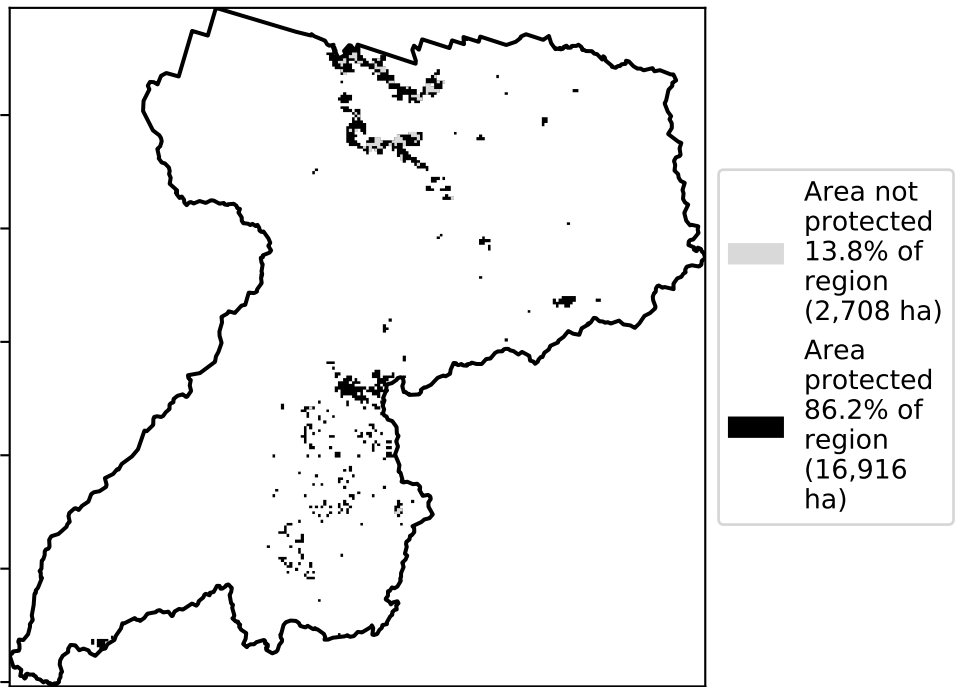 Area not
protected
13.8% of
region
(2,708 ha)
Area
protected
86.2% of
region
(16,916
ha)